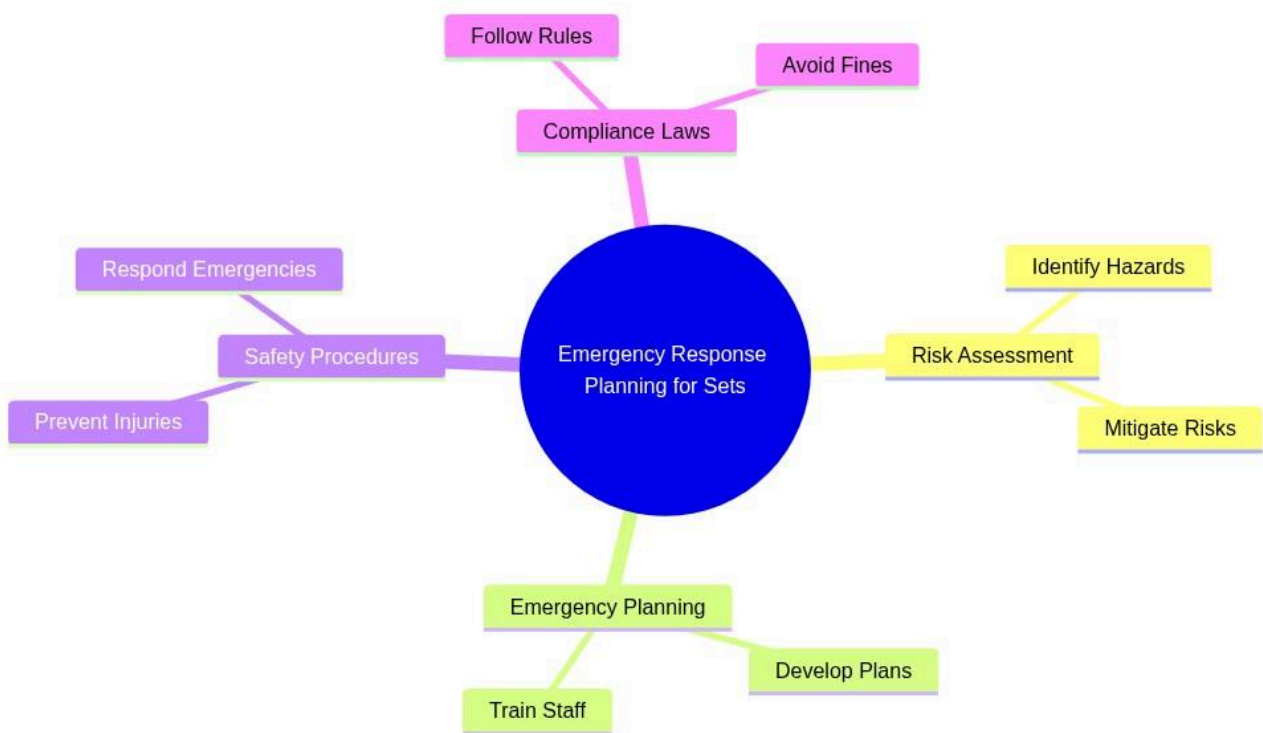 Follow Rules
Avoid Fines
Compliance Laws
Respond Emergencies
Identify Hazards
Safety Procedures
Emergency Response
Planning for Sets
Risk Assessment
Prevent Injuries
Mitigate Risks
Emergency Planning
Develop Plans
Train Staff